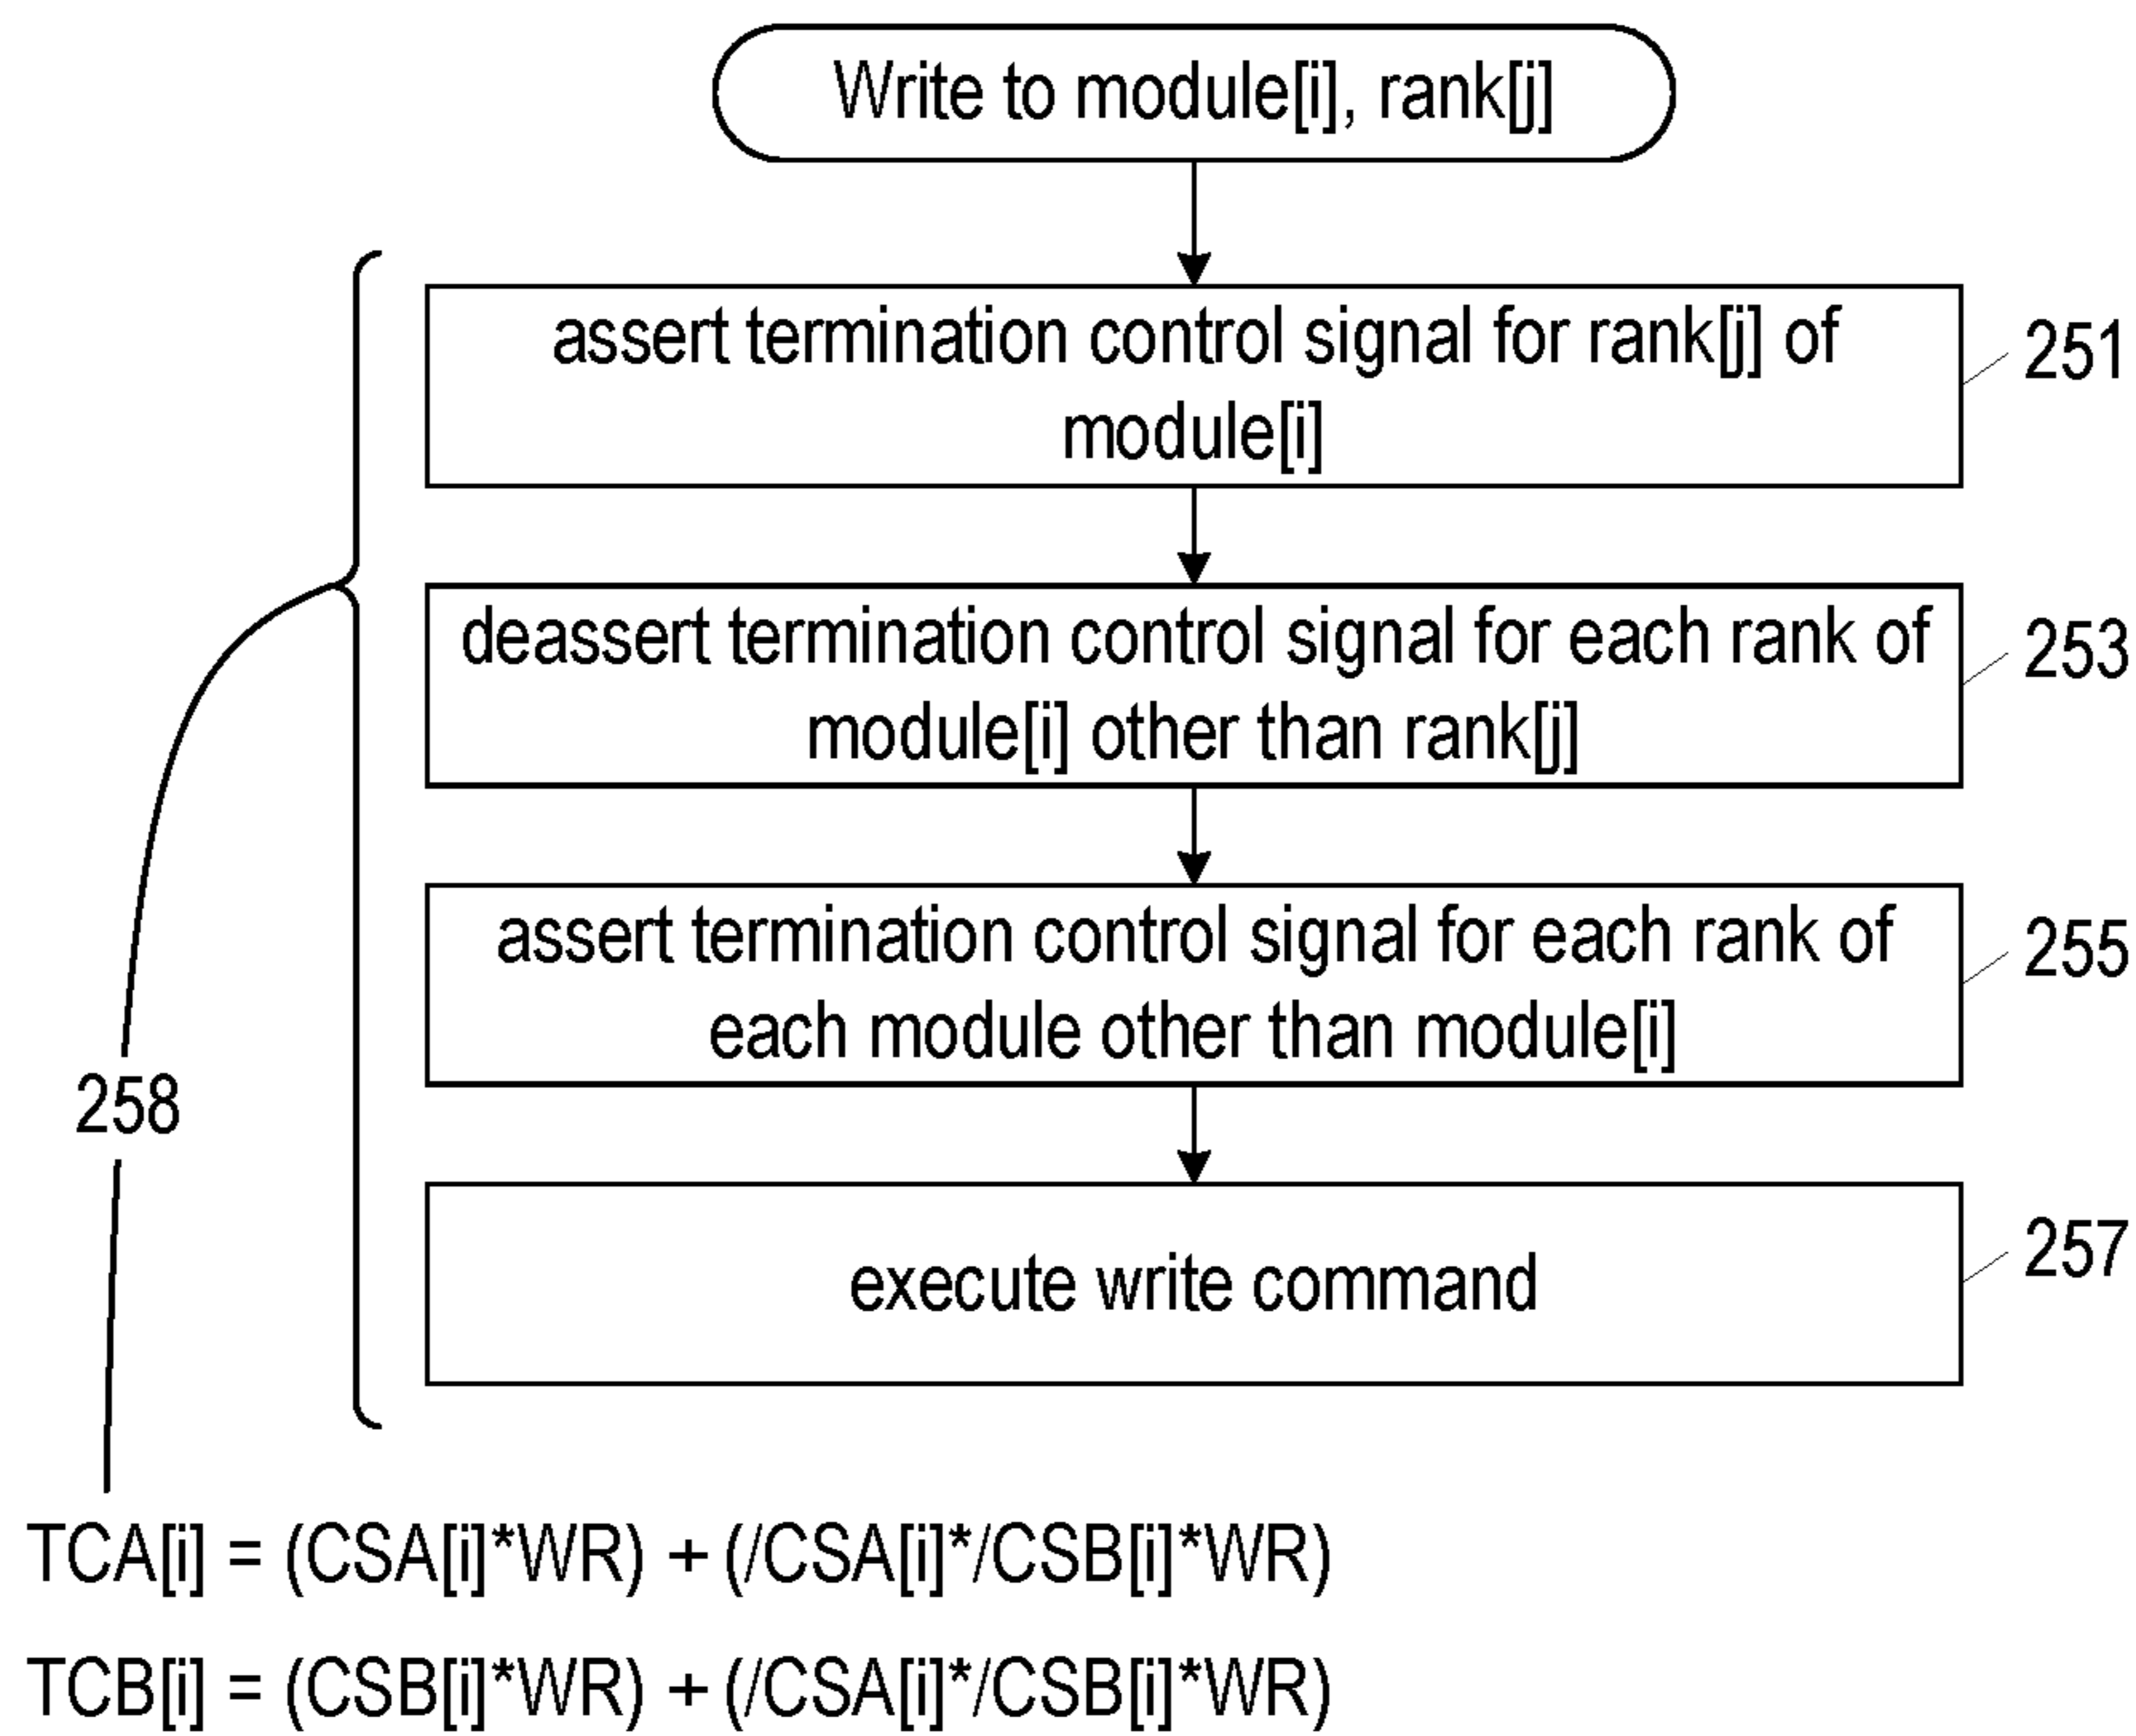 Write to module[i], rank[j]
assert termination control signal for rank[j] of
module[i]
251
deassert termination control signal for each rank of
module[i] other than rank[j]
253
assert termination control signal for each rank of
each module other than module[i]
255
258
execute write command
257
TCA[i] = (CSA[i]*WR) + (/CSA[i]*/CSB[i]*WR)
TCB[i] = (CSB[i]*WR) + (/CSA[i]*/CSB[i]*WR)